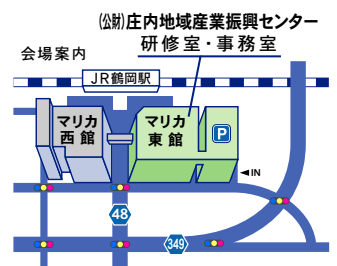 (公財)庄内地域産業振興センター
研修室・事務室
会場案内
JR鶴岡駅
マリカ
西館
マリカ
東館
P
◄IN
48
349